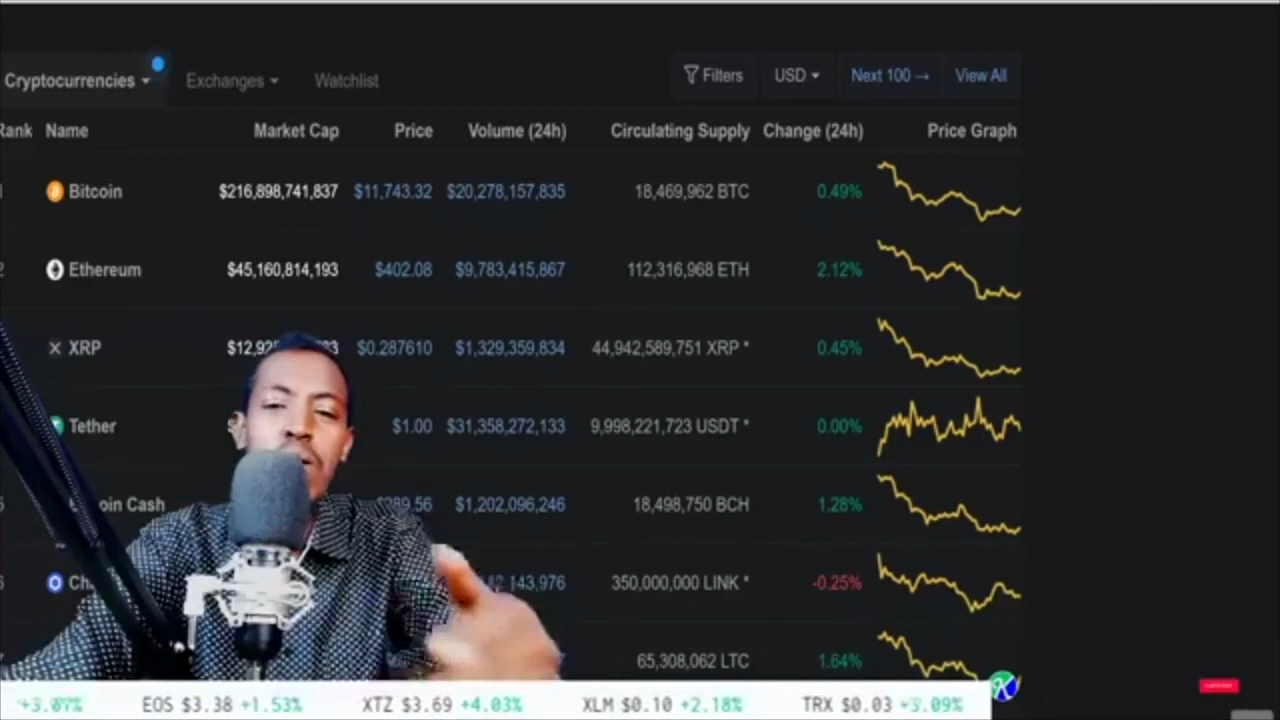 Cryptocurrencies Exchanges Watchlist Filters USD Next 100 → View All
Rank Name Market Cap Price Volume (24h) Circulating Supply Change (24h) Price Graph
Bitcoin $216,898,741,837 $11,743.32 $20,278,157,835 18,469,962 BTC 0.49%
2 Ethereum $45,160,814,193 $402.08 $9,783,415,867 112,316,968 ETH 2.12%
XRP $0.287610 $1,329,359,834 44,942,589,751 XRP * 0.45%
Tether $1.00 $31,358,272,133 9,998,221,723 USDT * 0.00%
Cash $1,202,096,246 18,498,750 BCH 1.28%
350,000,000 LINK * -0.25%
65,308,062 LTC 1.64%
EOS $3.38 +1.53% XTZ $3.69 +4.03% XLM $0.10 +2.18% TRX $0.03